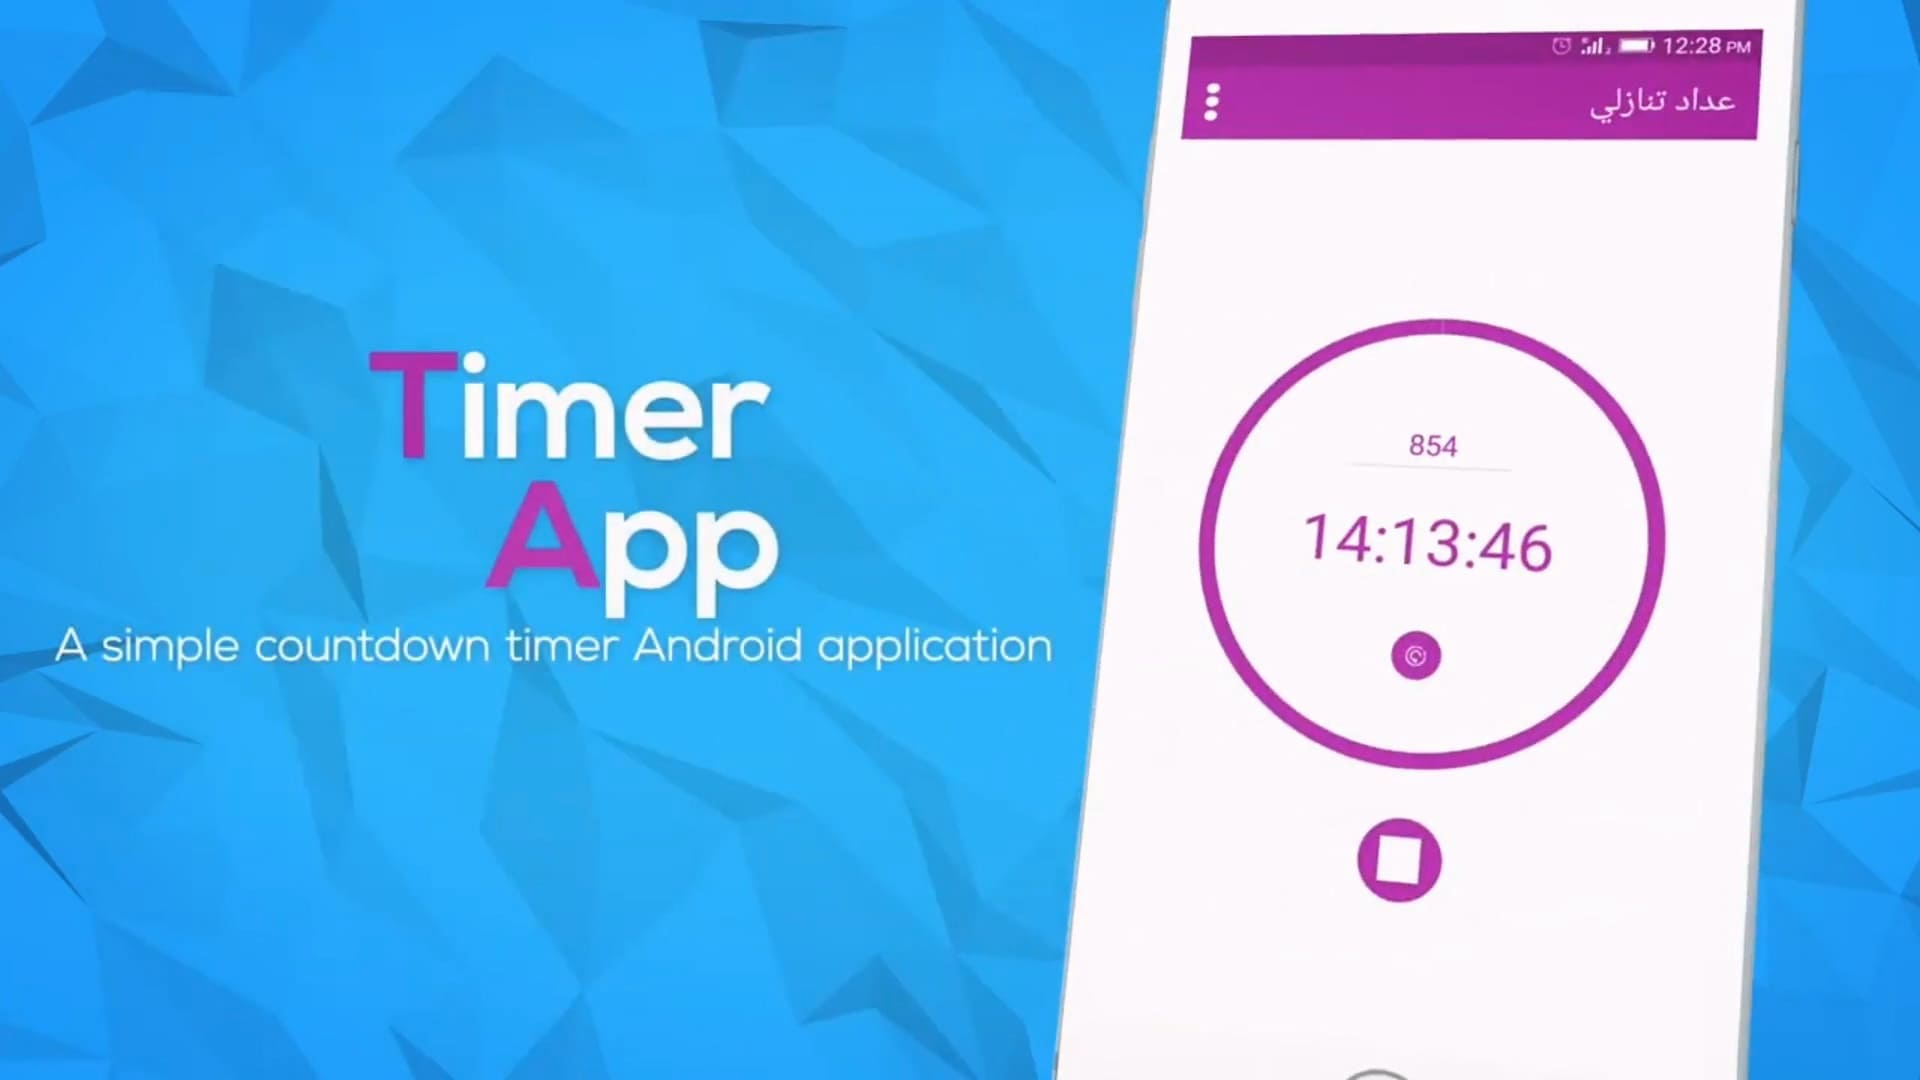 Timer
App
A simple countdown timer Android application
12:28 PM
عداد تنازلي
854
14:13:46